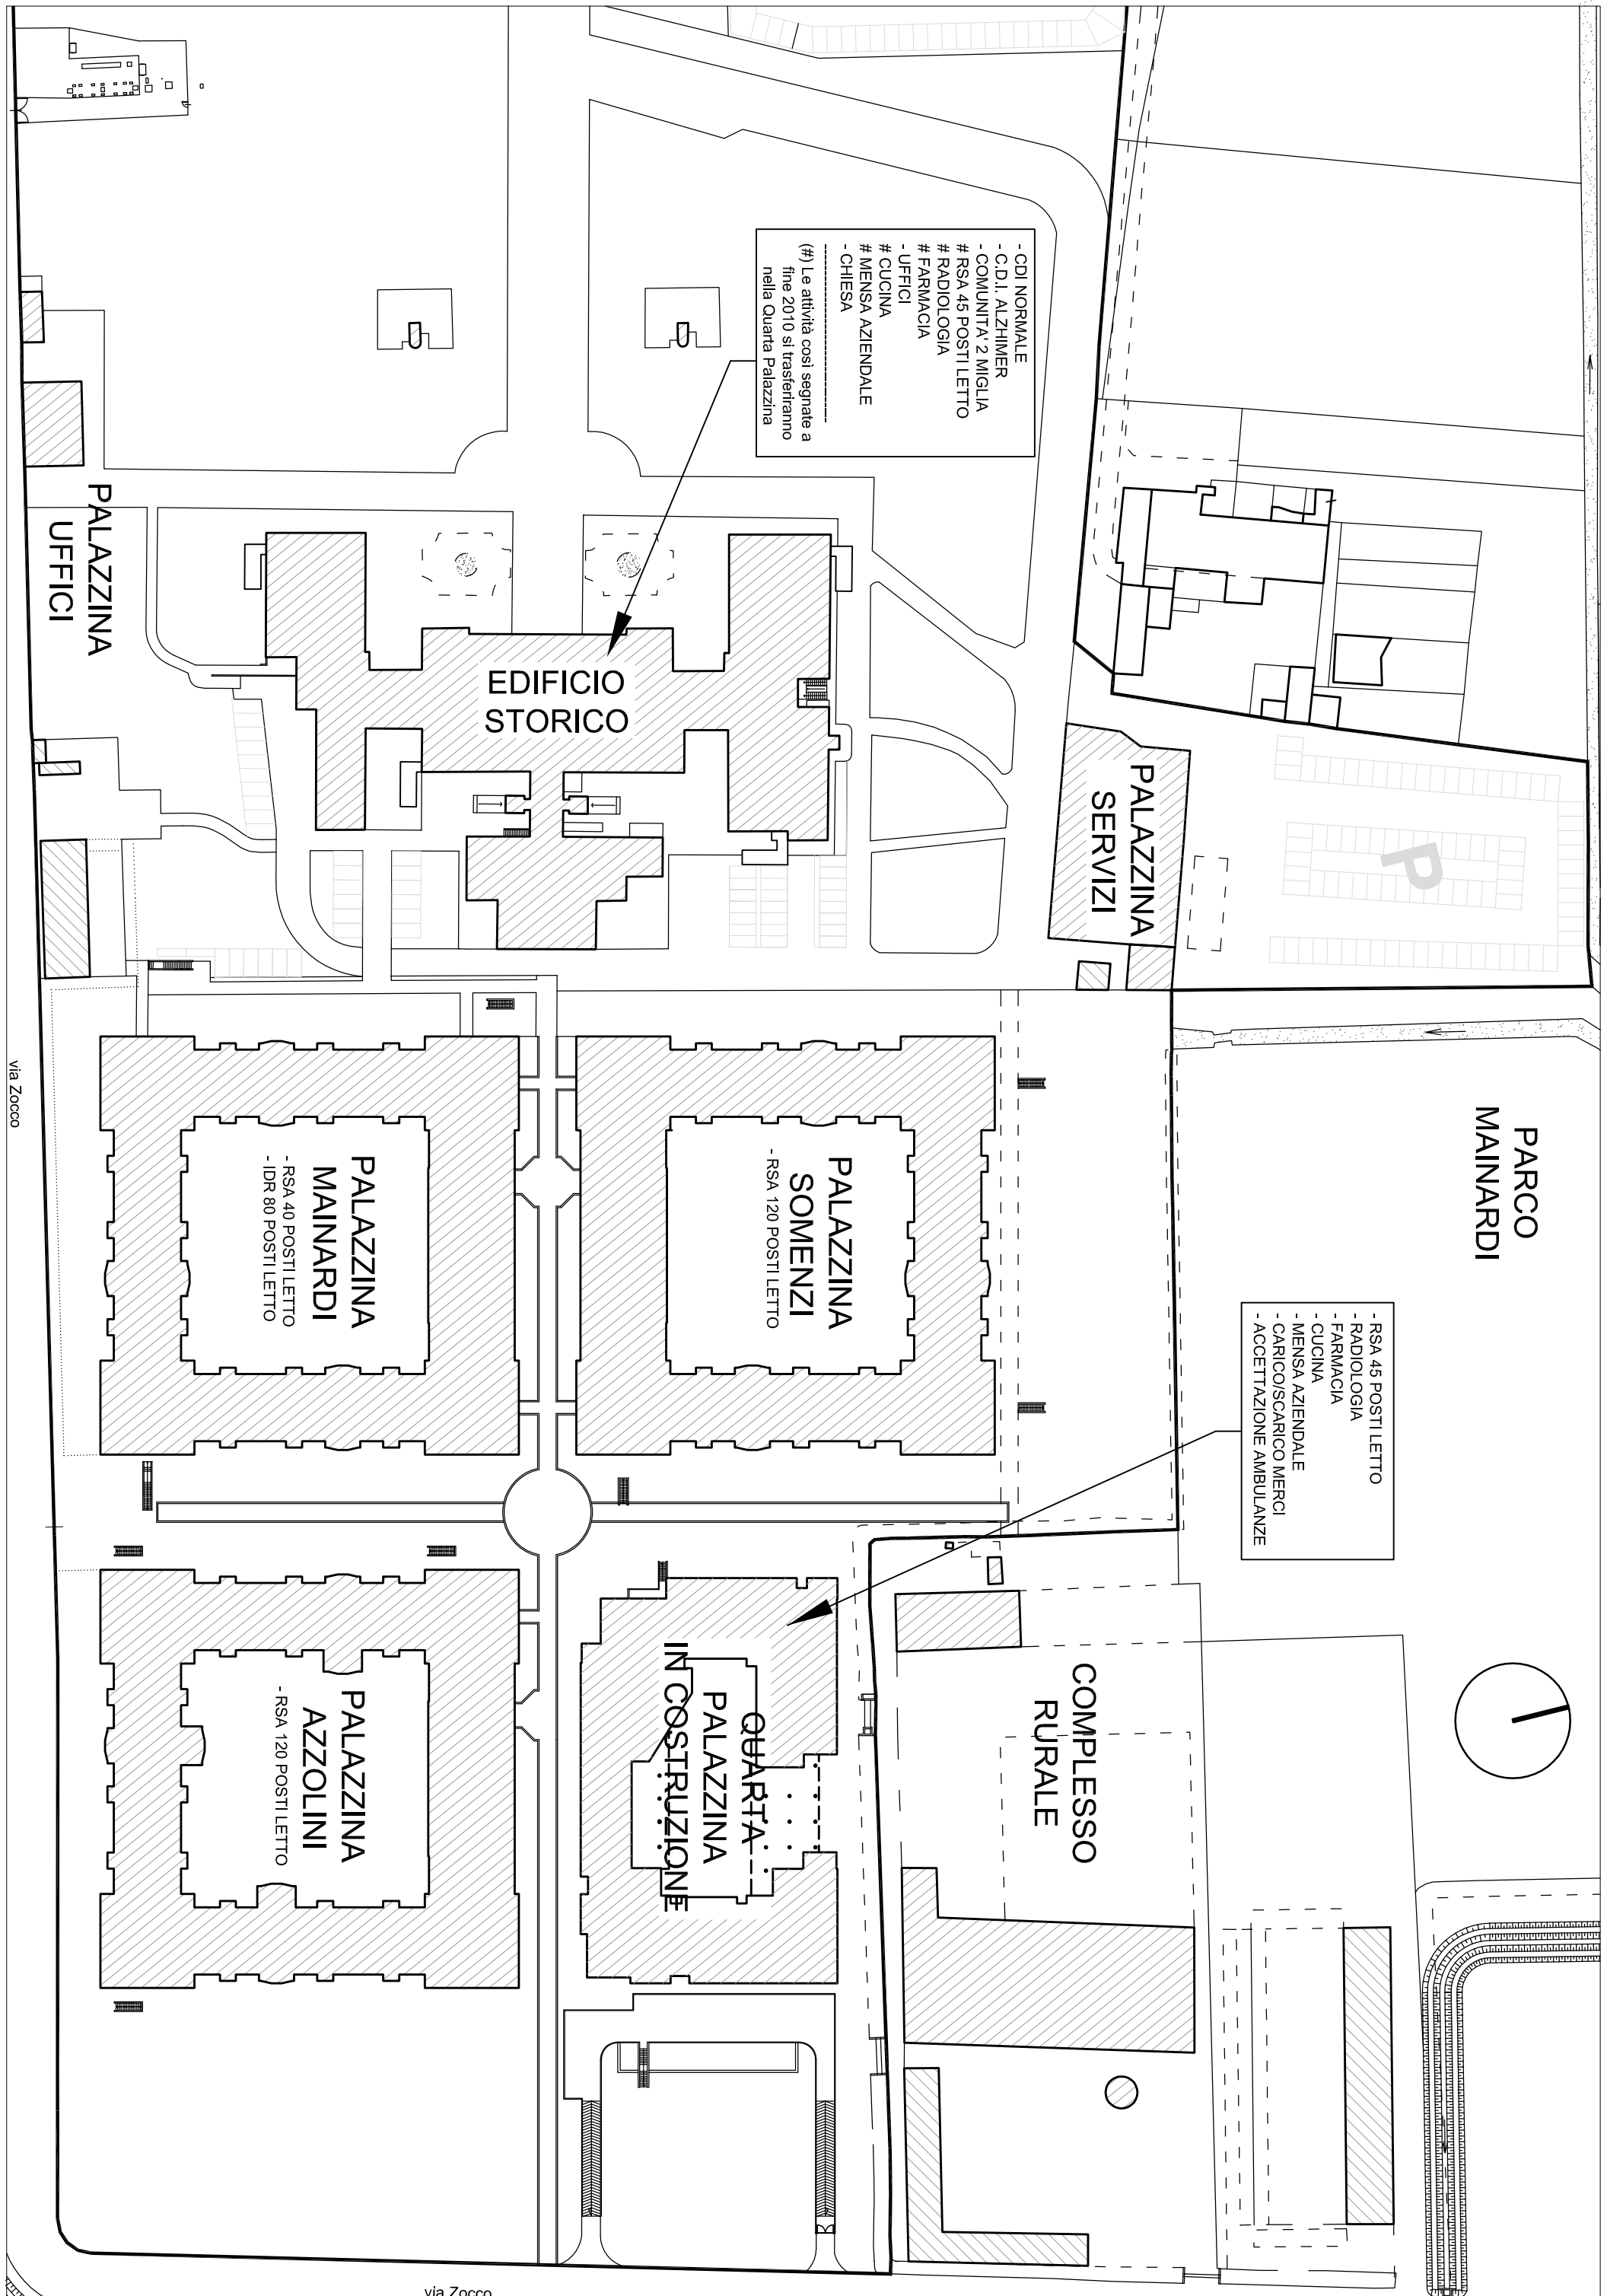 - CDI NORMALE
- C.D.I. ALZHIMER
- COMUNITA' 2 MIGLIA
# RSA 45 POSTI LETTO
# RADIOLOGIA
# FARMACIA
- UFFICI
# CUCINA
# MENSA AZIENDALE
- CHIESA
-----------------------------
(#) Le attività così segnate a
fine 2010 si trasferiranno
nella Quarta Palazzina
PALAZZINA
UFFICI
EDIFICIO
STORICO
PALAZZINA
SERVIZI
P
PARCO
MAINARDI
PALAZZINA
SOMENZI
- RSA 120 POSTI LETTO
PALAZZINA
MAINARDI
- RSA 40 POSTI LETTO
- IDR 80 POSTI LETTO
- RSA 45 POSTI LETTO
- RADIOLOGIA
- FARMACIA
- CUCINA
- MENSA AZIENDALE
- CARICO/SCARICO MERCI
- ACCETTAZIONE AMBULANZE
COMPLESSO
RURALE
QUARTA
PALAZZINA
IN COSTRUZIONE
PALAZZINA
AZZOLINI
- RSA 120 POSTI LETTO
via Zocco
via Zocco